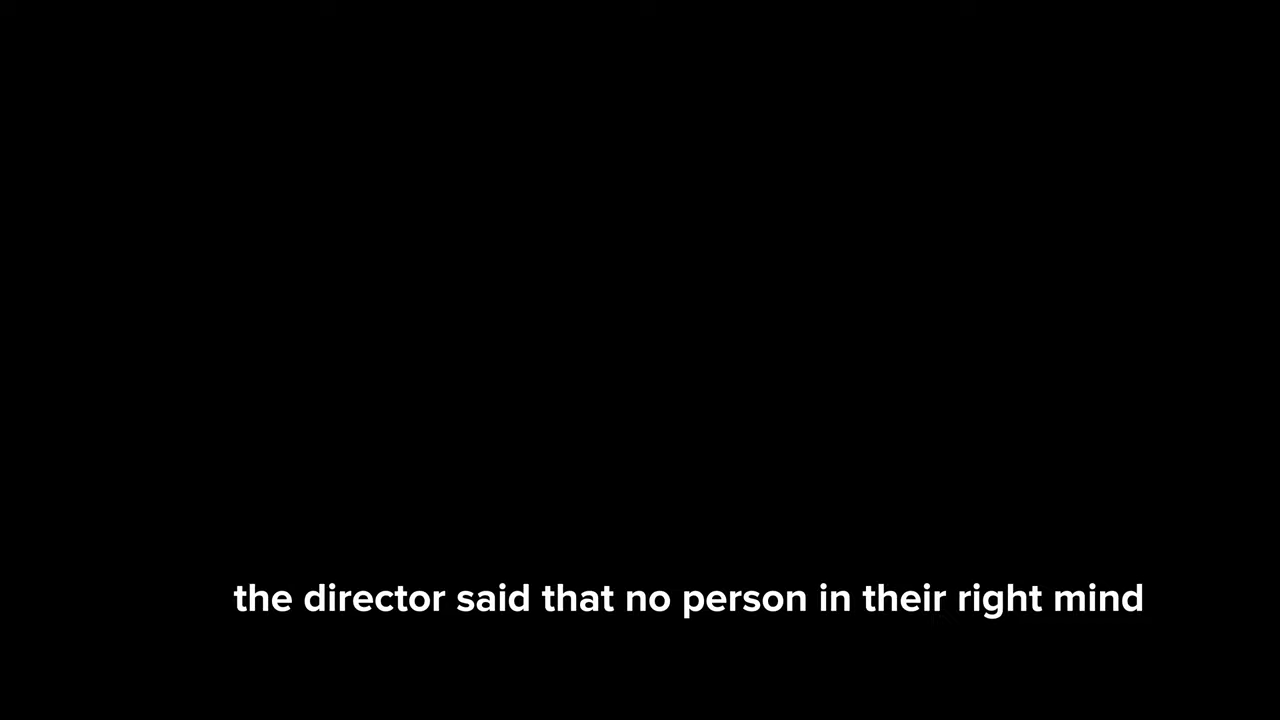 the director said that no person in their right mind